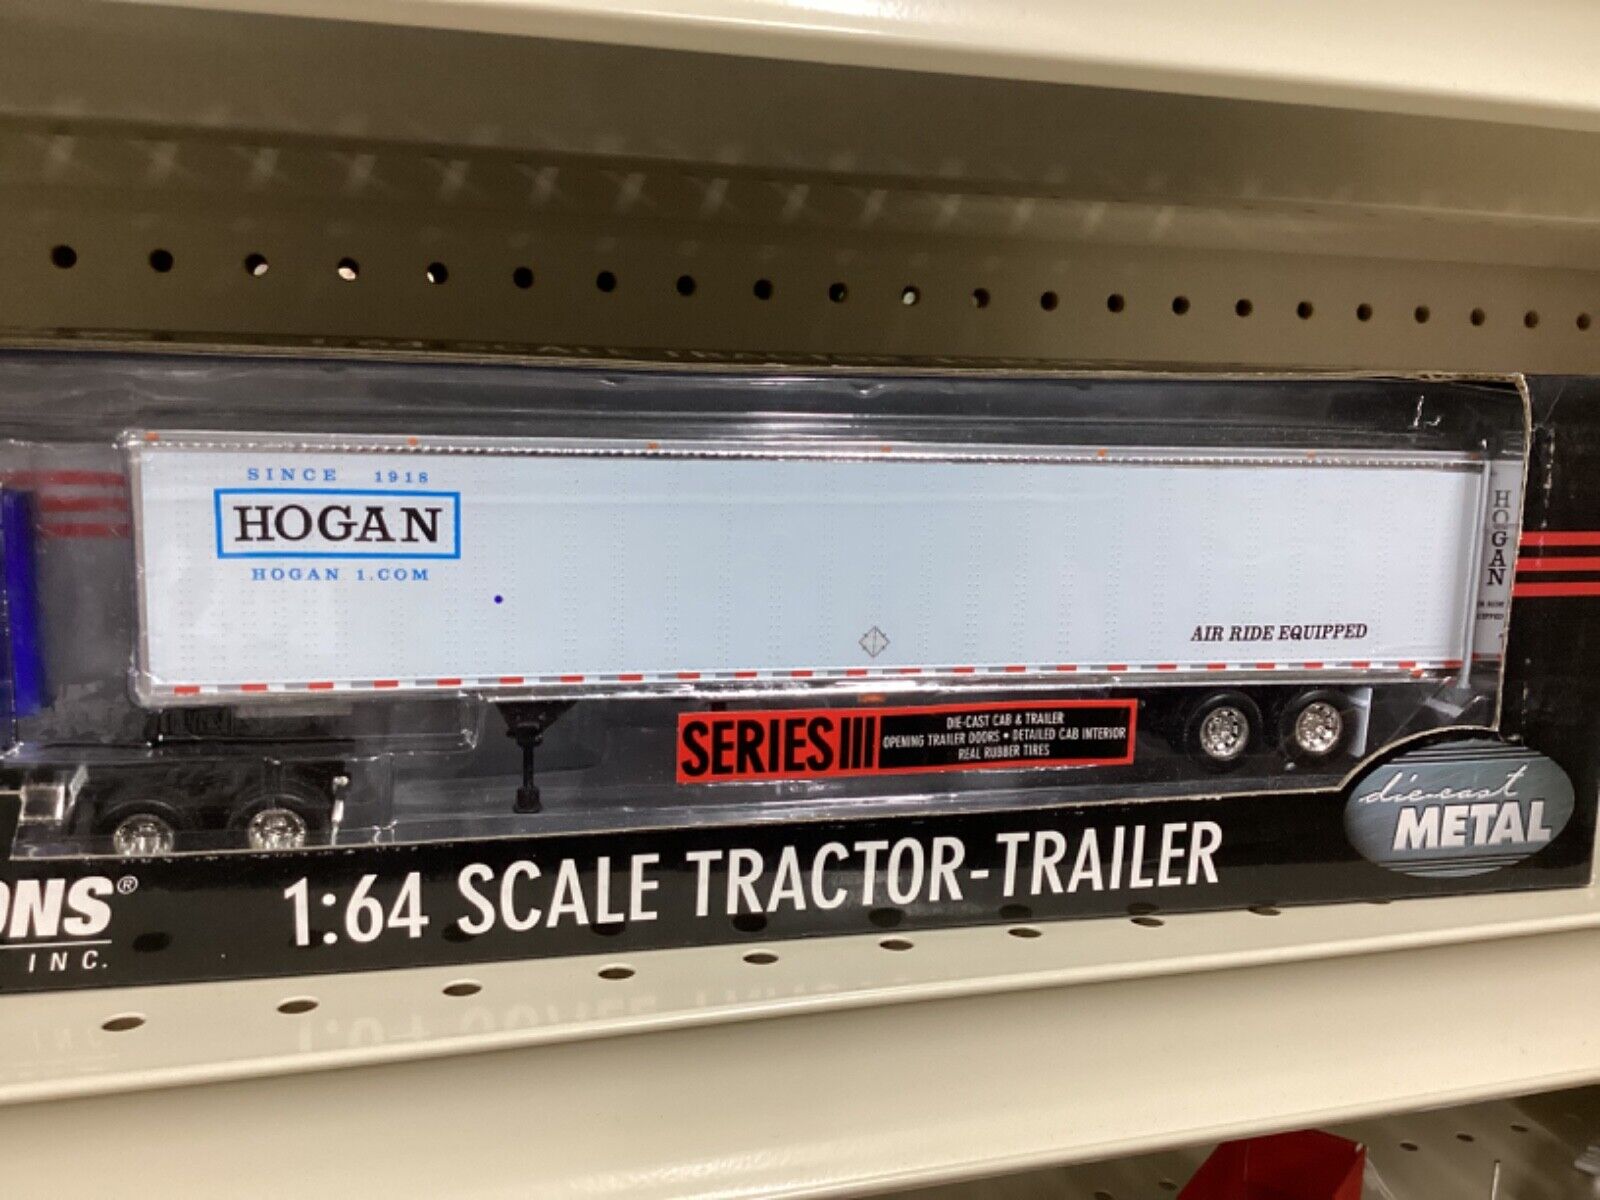 SINCE 1918
HOGAN
HOGAN 1.COM
AIR RIDE EQUIPPED
HOGAN
SERIES III
DIE-CAST CAB & TRAILER
OPENING TRAILER DOORS • DETAILED CAB INTERIOR
REAL RUBBER TIRES
die-cast
METAL
1:64 SCALE TRACTOR-TRAILER
ONS®
INC.